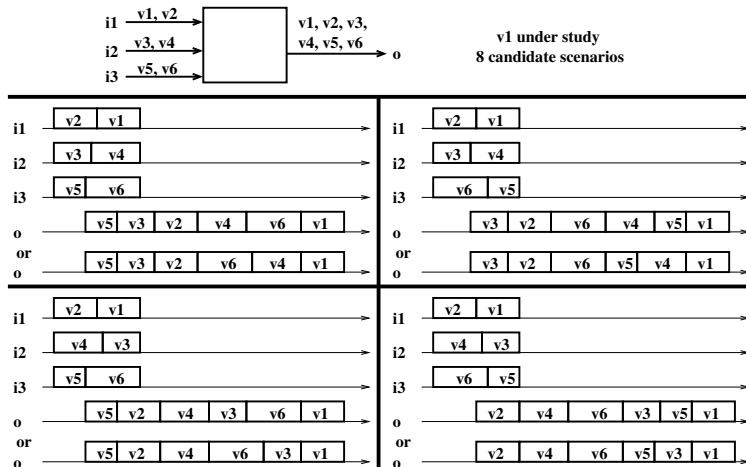 i1 v1, v2
i2 v3, v4
i3 v5, v6
v1, v2, v3,
v4, v5, v6
o
v1 under study
8 candidate scenarios
i1 v2 v1
i2 v3 v4
i3 v5 v6
o v5 v3 v2 v4 v6 v1
or
o v5 v3 v2 v6 v4 v1
i1 v2 v1
i2 v3 v4
i3 v6 v5
o v3 v2 v6 v4 v5 v1
or
o v3 v2 v6 v5 v4 v1
i1 v2 v1
i2 v4 v3
i3 v5 v6
o v5 v2 v4 v3 v6 v1
or
o v5 v2 v4 v6 v3 v1
i1 v2 v1
i2 v4 v3
i3 v6 v5
o v2 v4 v6 v3 v5 v1
or
o v2 v4 v6 v5 v3 v1